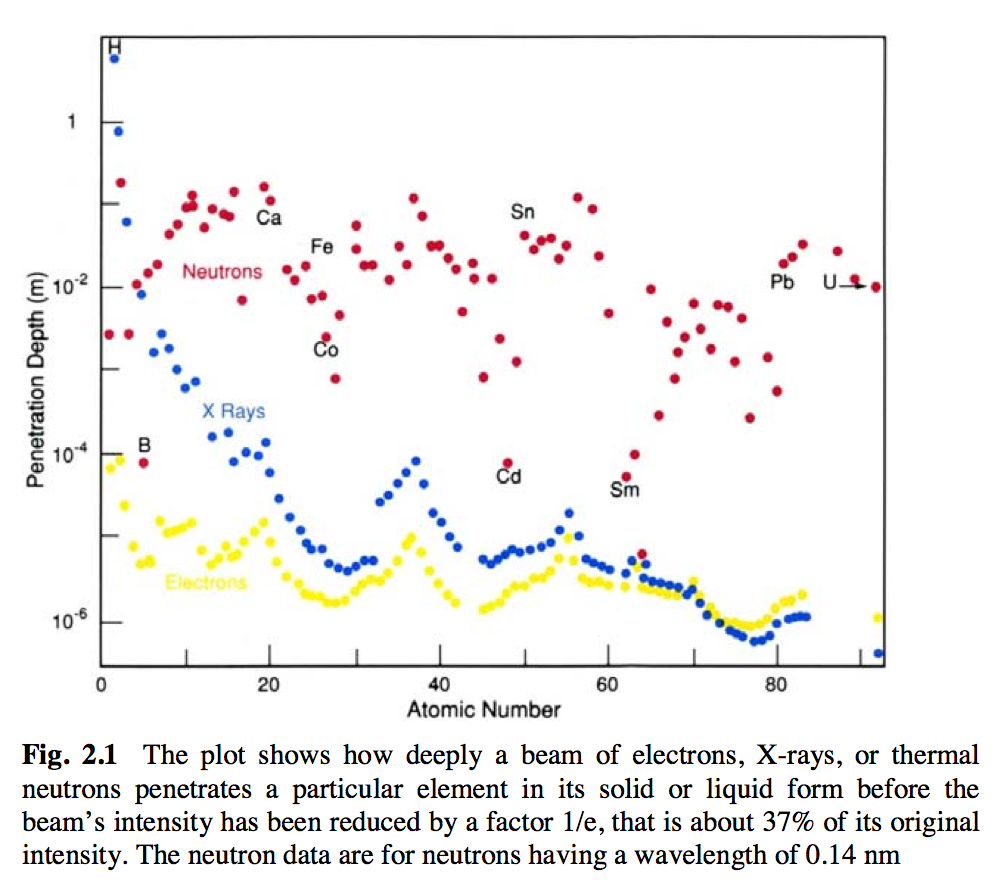 H
1
Ca
Sn
Fe
Neutrons
10-2
Pb
U
Co
X Rays
B
10-4
Cd
Sm
Electrons
10-6
Penetration Depth (m)
0 20 40 60 80
Atomic Number
Fig. 2.1 The plot shows how deeply a beam of electrons, X-rays, or thermal
neutrons penetrates a particular element in its solid or liquid form before the
beam's intensity has been reduced by a factor 1/e, that is about 37% of its original
intensity. The neutron data are for neutrons having a wavelength of 0.14 nm